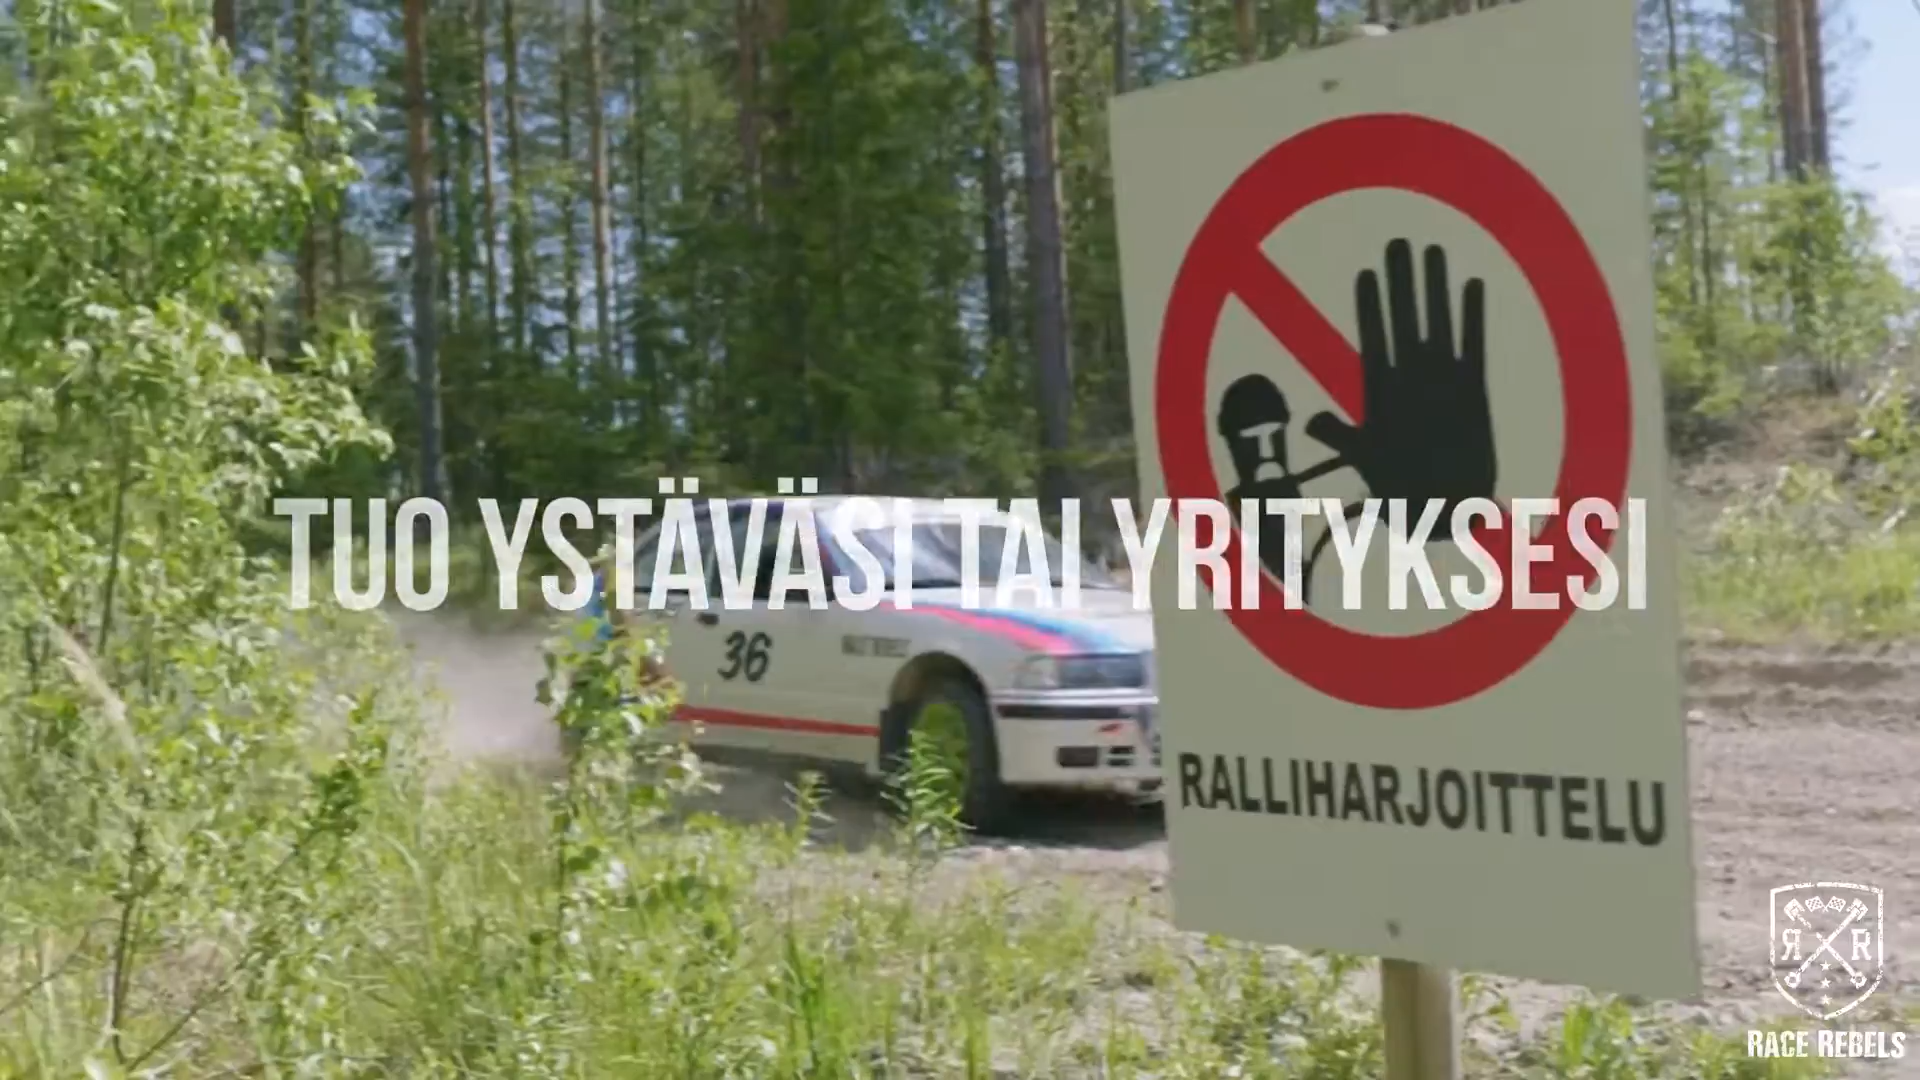 TUO YSTÄVÄSI TAI YRITYKSESI
36
RALLIHARJOITTELU
R R
RACE REBELS